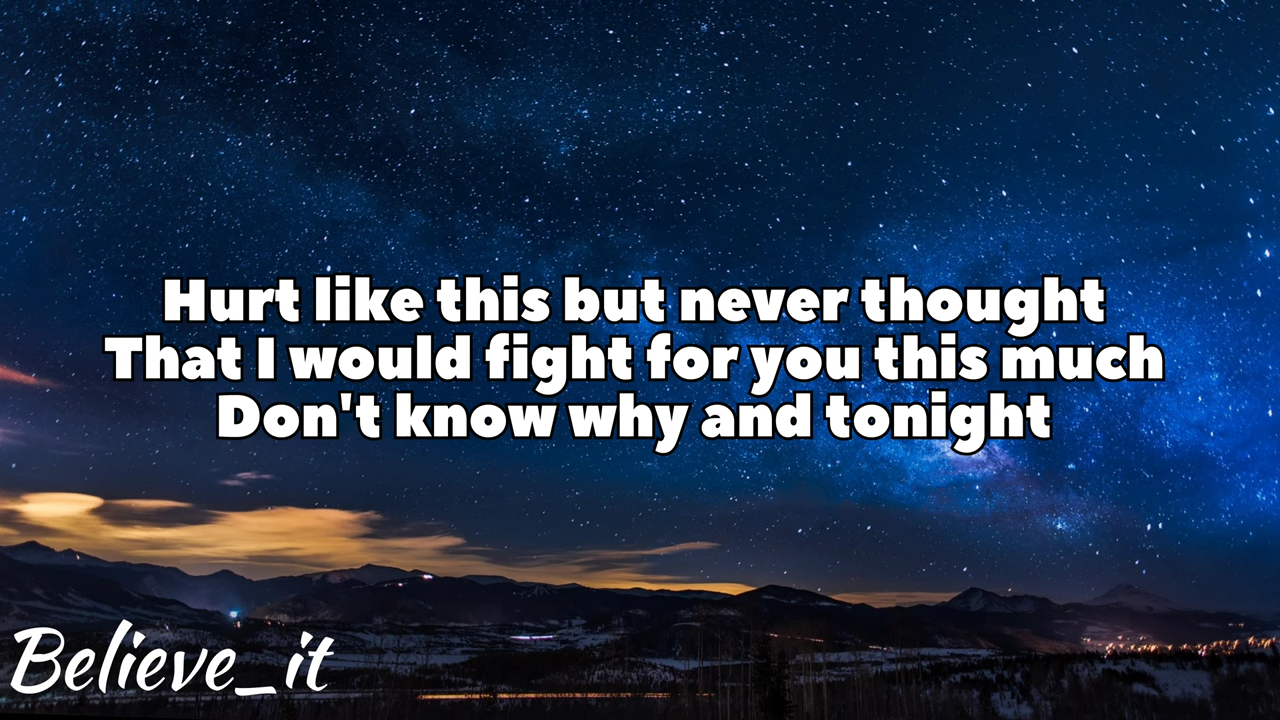 Hurt like this but never thought
That I would fight for you this much
Don't know why and tonight
Believe_it